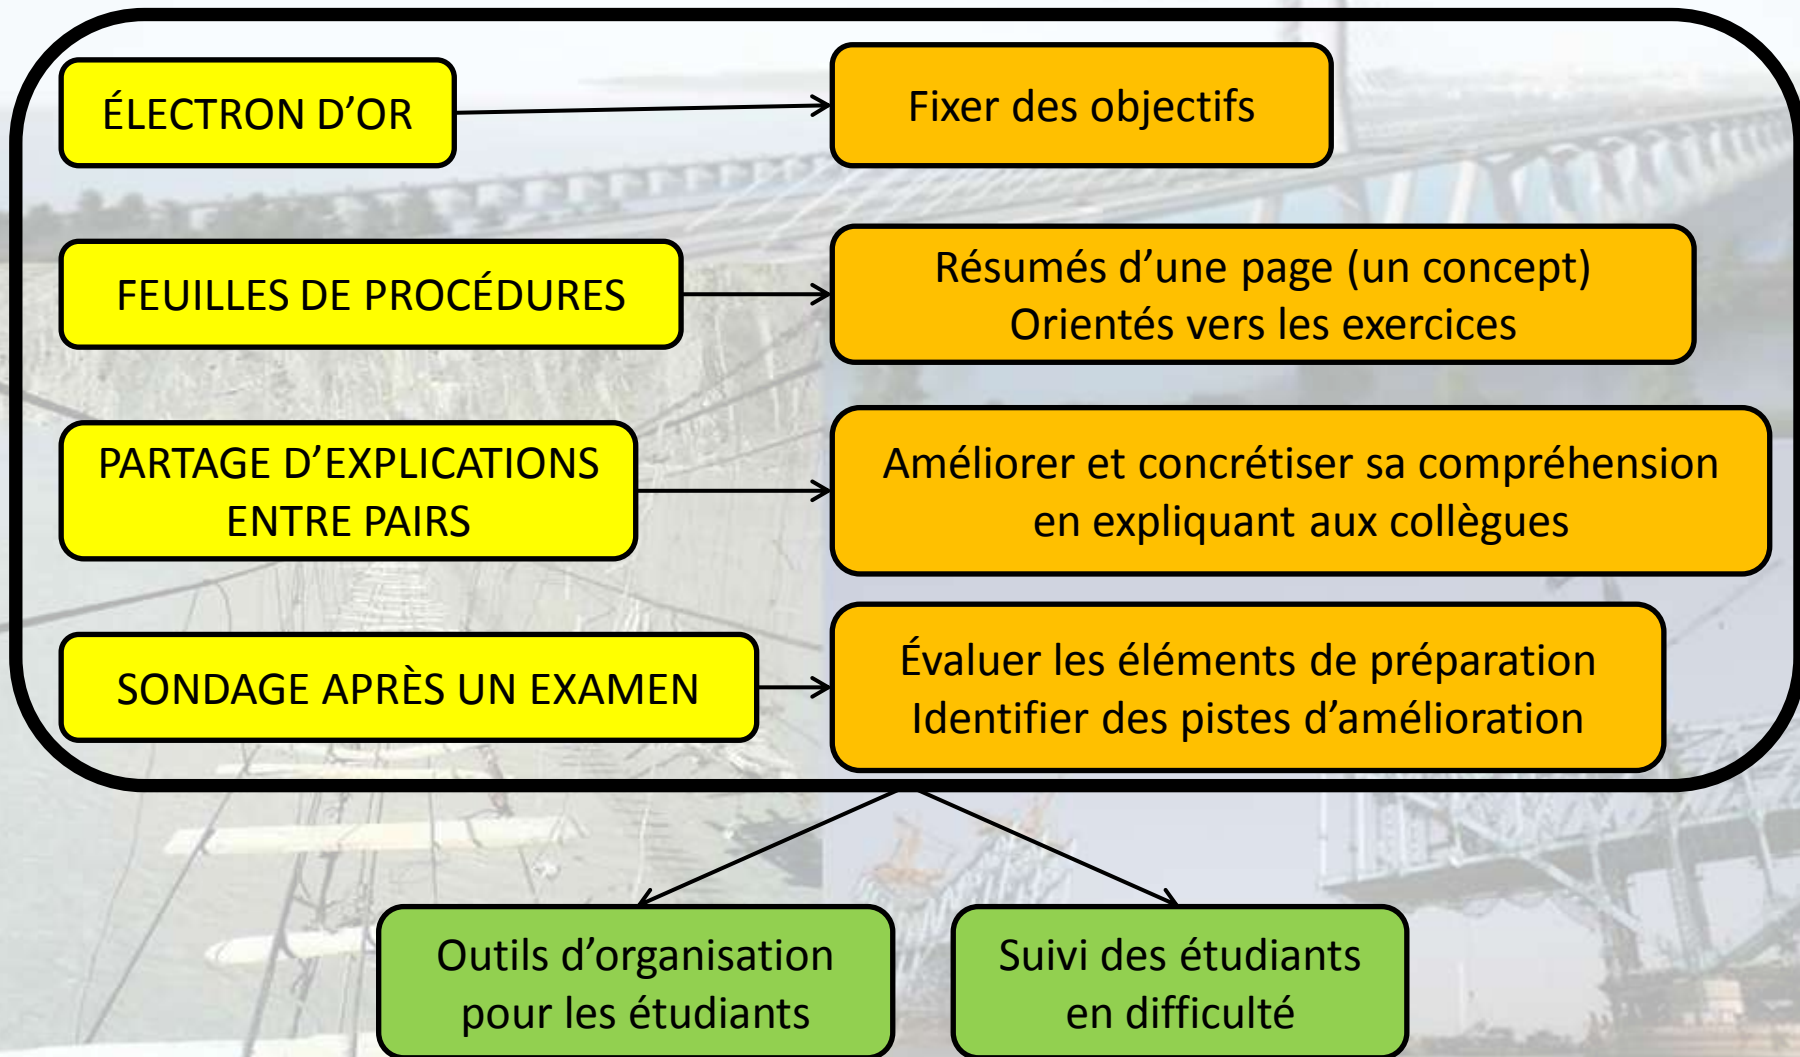 ÉLECTRON D’OR
Fixer des objectifs
FEUILLES DE PROCÉDURES
Résumés d’une page (un concept)
Orientés vers les exercices
PARTAGE D’EXPLICATIONS
ENTRE PAIRS
Améliorer et concrétiser sa compréhension
en expliquant aux collègues
SONDAGE APRÈS UN EXAMEN
Évaluer les éléments de préparation
Identifier des pistes d’amélioration
Outils d’organisation
pour les étudiants
Suivi des étudiants
en difficulté